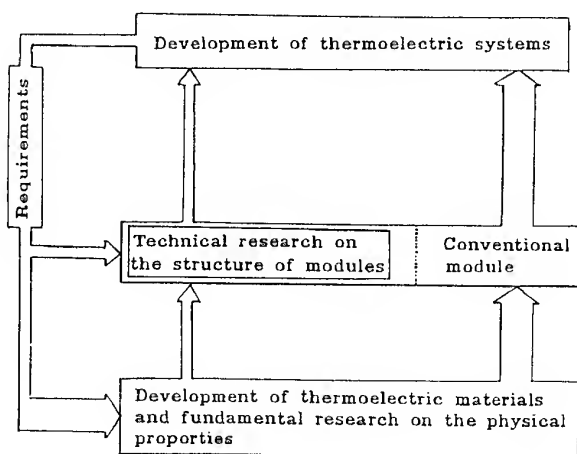 Development of thermoelectric systems
Requirements
Technical research on
the structure of modules
Conventional
module
Development of thermoelectric materials
and fundamental research on the physical
proporties